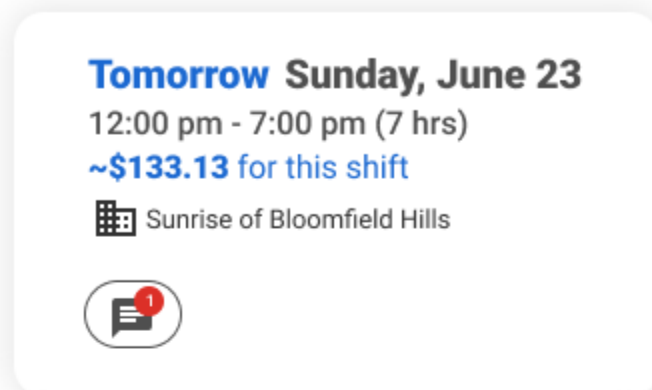 Tomorrow Sunday, June 23
12:00 pm - 7:00 pm (7 hrs)
~$133.13 for this shift
Sunrise of Bloomfield Hills
1